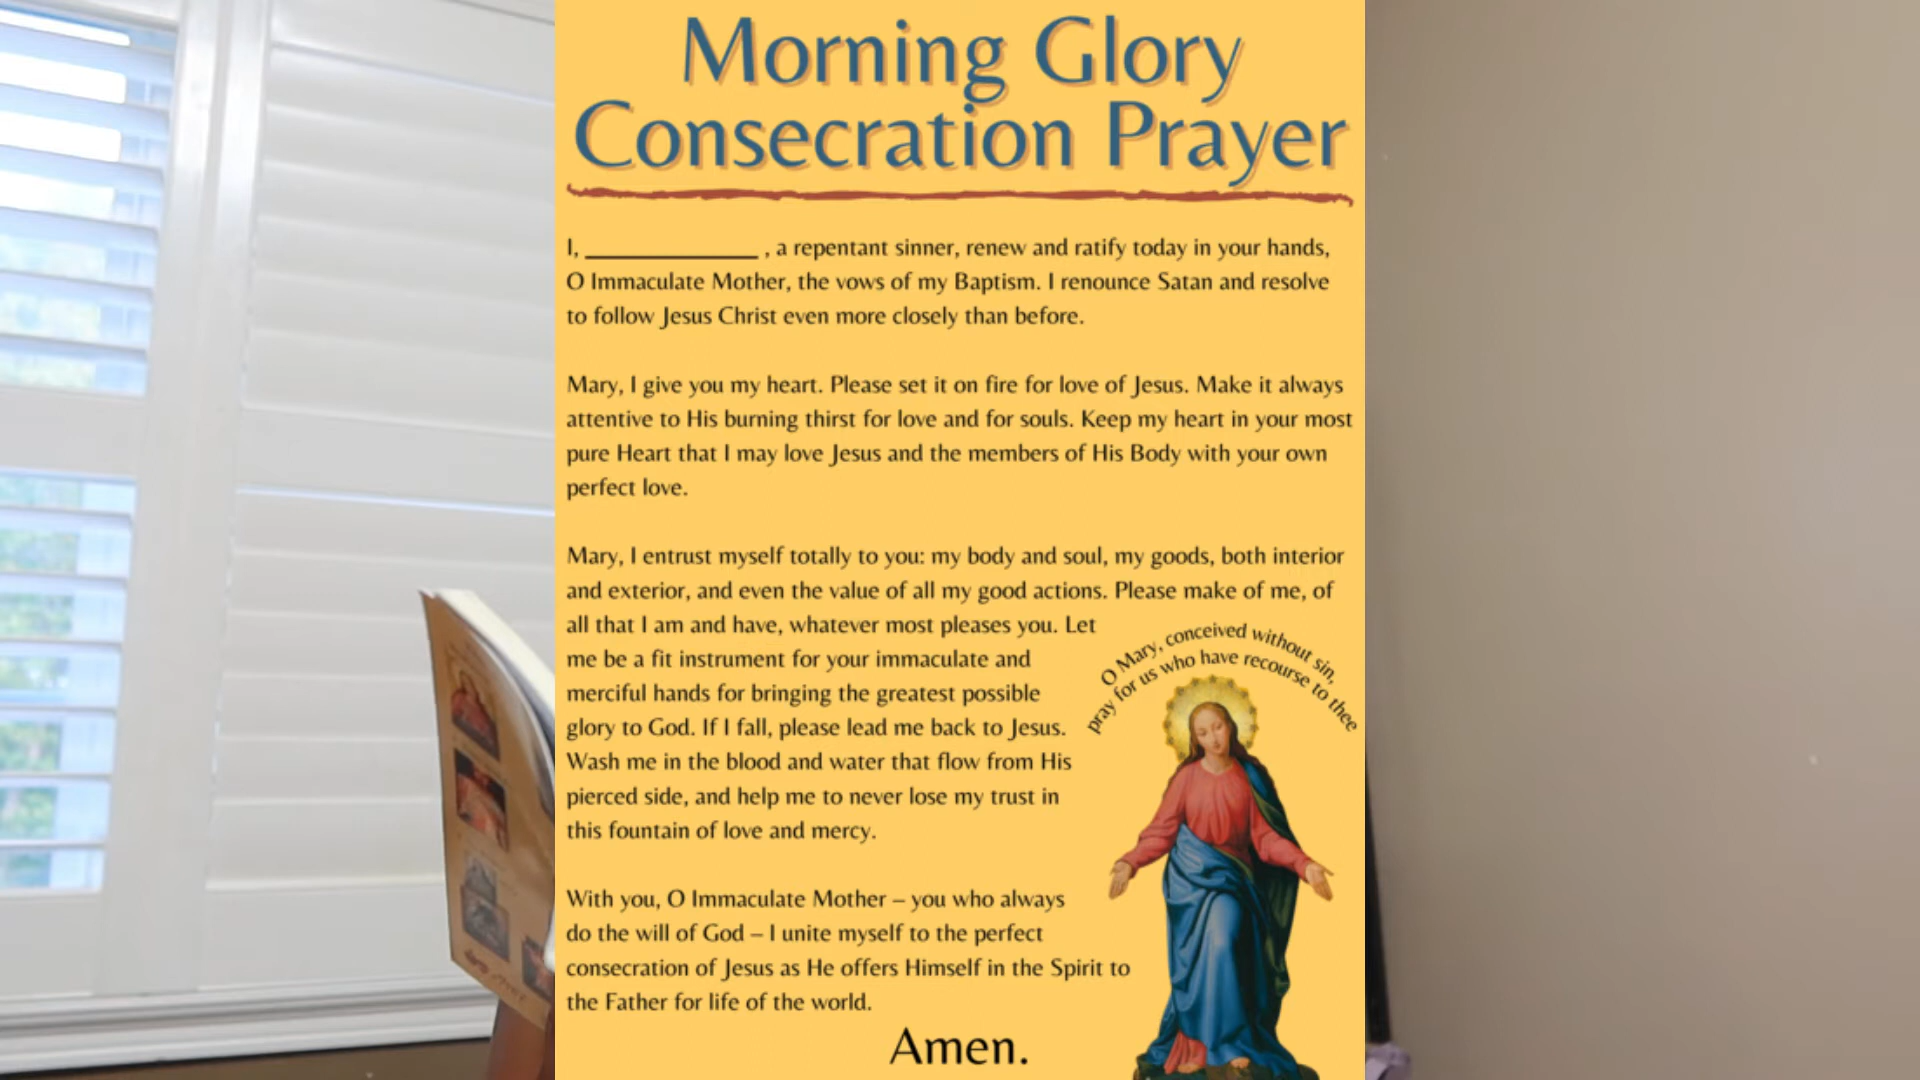 Morning Glory
Consecration Prayer
I, ______________ , a repentant sinner, renew and ratify today in your hands,
O Immaculate Mother, the vows of my Baptism. I renounce Satan and resolve
to follow Jesus Christ even more closely than before.
Mary, I give you my heart. Please set it on fire for love of Jesus. Make it always
attentive to His burning thirst for love and for souls. Keep my heart in your most
pure Heart that I may love Jesus and the members of His Body with your own
perfect love.
Mary, I entrust myself totally to you: my body and soul, my goods, both interior
and exterior, and even the value of all my good actions. Please make of me, of
all that I am and have, whatever most pleases you. Let
me be a fit instrument for your immaculate and
merciful hands for bringing the greatest possible
glory to God. If I fall, please lead me back to Jesus.
Wash me in the blood and water that flow from His
pierced side, and help me to never lose my trust in
this fountain of love and mercy.
O Mary, conceived without sin,
pray for us who have recourse to thee
With you, O Immaculate Mother – you who always
do the will of God – I unite myself to the perfect
consecration of Jesus as He offers Himself in the Spirit to
the Father for life of the world.
Amen.